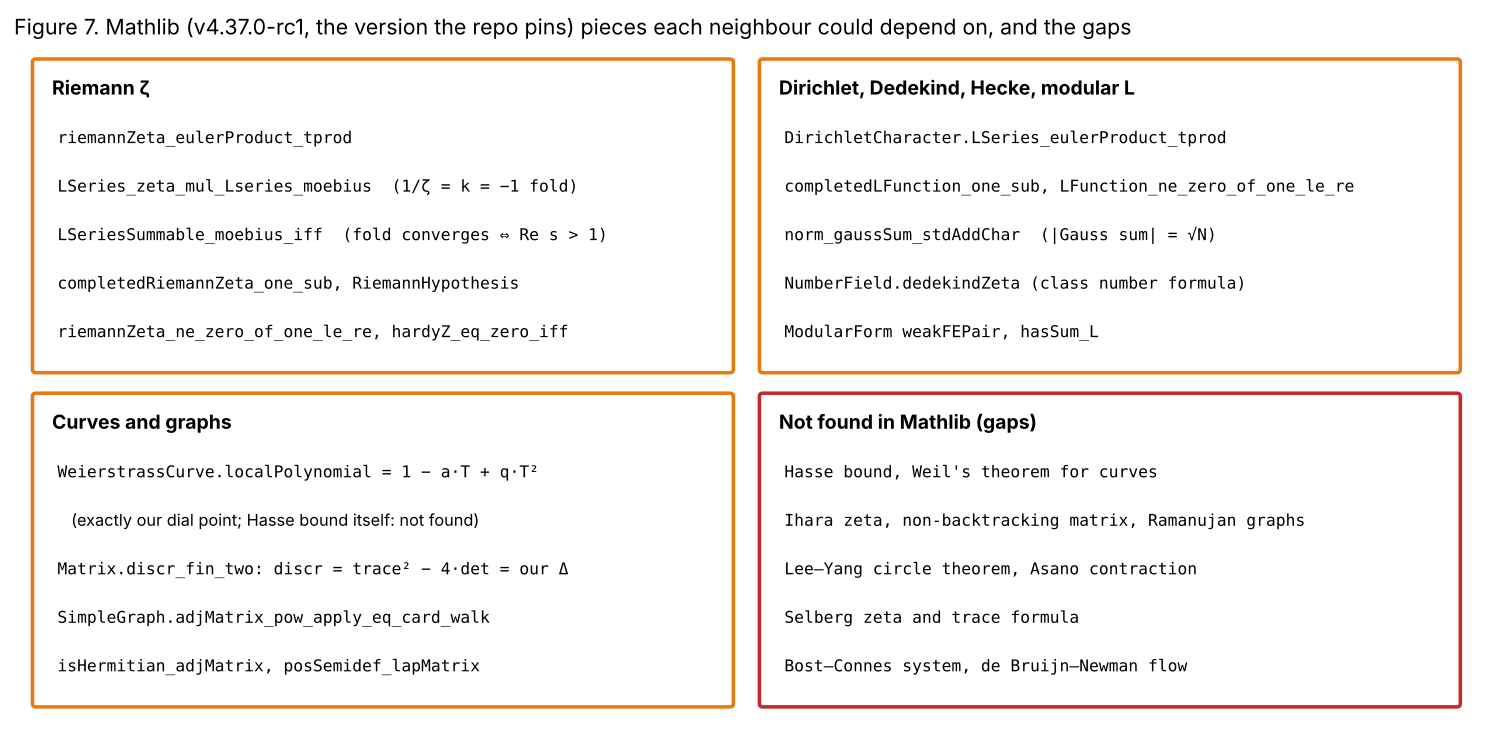 Figure 7. Mathlib (v4.37.0-rc1, the version the repo pins) pieces each neighbour could depend on, and the gaps
Riemann ζ
riemannZeta_eulerProduct_tprod
LSeries_zeta_mul_Lseries_moebius (1/ζ = k = −1 fold)
LSeriesSummable_moebius_iff (fold converges ⇔ Re s > 1)
completedRiemannZeta_one_sub, RiemannHypothesis
riemannZeta_ne_zero_of_one_le_re, hardyZ_eq_zero_iff
Dirichlet, Dedekind, Hecke, modular L
DirichletCharacter.LSeries_eulerProduct_tprod
completedLFunction_one_sub, LFunction_ne_zero_of_one_le_re
norm_gaussSum_stdAddChar (|Gauss sum| = √N)
NumberField.dedekindZeta (class number formula)
ModularForm weakFEPair, hasSum_L
Curves and graphs
WeierstrassCurve.localPolynomial = 1 − a·T + q·T²
(exactly our dial point; Hasse bound itself: not found)
Matrix.discr_fin_two: discr = trace² − 4·det = our Δ
SimpleGraph.adjMatrix_pow_apply_eq_card_walk
isHermitian_adjMatrix, posSemidef_lapMatrix
Not found in Mathlib (gaps)
Hasse bound, Weil's theorem for curves
Ihara zeta, non-backtracking matrix, Ramanujan graphs
Lee–Yang circle theorem, Asano contraction
Selberg zeta and trace formula
Bost–Connes system, de Bruijn–Newman flow